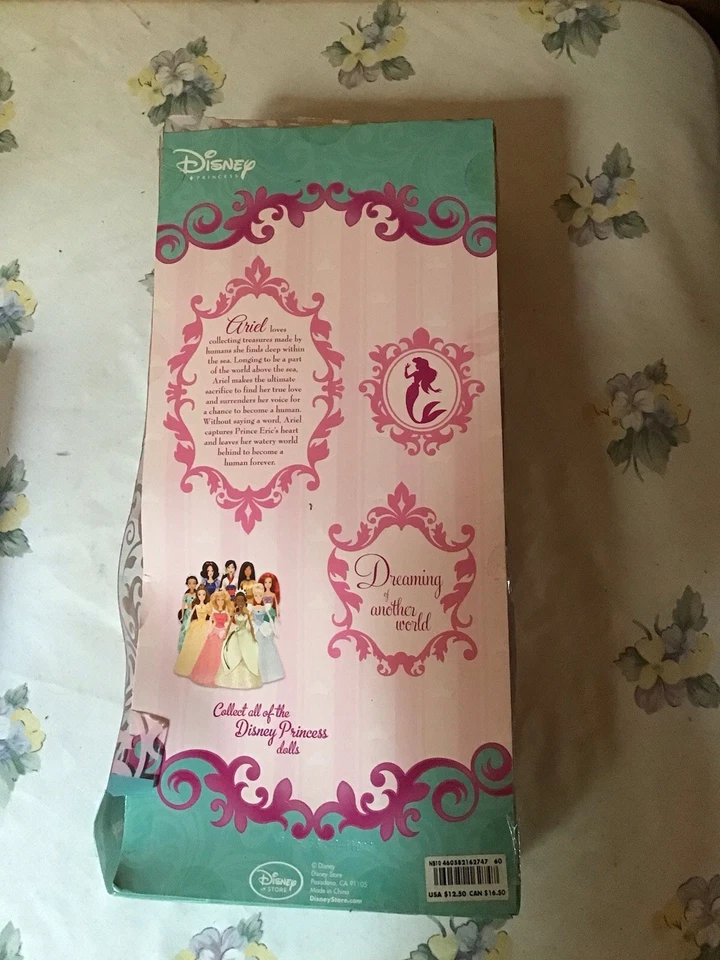 Disney
PRINCESS
Ariel loves
collecting treasures made by
humans she finds deep within
the sea. Longing to be a part
of the world above the sea,
Ariel makes the ultimate
sacrifice to find her true love
and surrenders her voice for
a chance to become a human.
Without saying a word, Ariel
captures Prince Eric's heart
and leaves her watery world
behind to become a
human forever.
Dreaming
of
another
world
Collect all of the
Disney Princess
dolls
Disney
STORE
© Disney
Disney Store
Pasadena, CA 91105
Made in China
DisneyStore.com
NB10 460582162747 60
USA $12.50 CAN $16.50